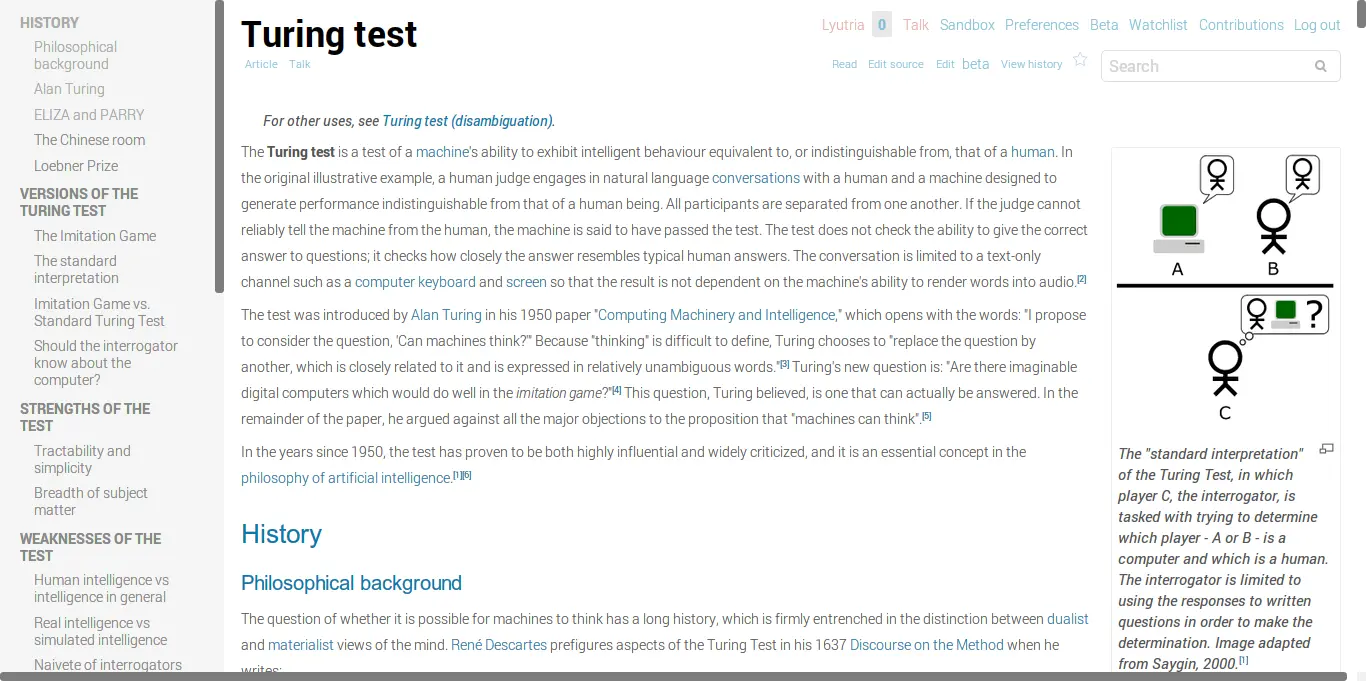 HISTORY
Philosophical
background
Alan Turing
ELIZA and PARRY
The Chinese room
Loebner Prize
VERSIONS OF THE
TURING TEST
The Imitation Game
The standard
interpretation
Imitation Game vs.
Standard Turing Test
Should the interrogator
know about the
computer?
STRENGTHS OF THE
TEST
Tractability and
simplicity
Breadth of subject
matter
WEAKNESSES OF THE
TEST
Human intelligence vs
intelligence in general
Real intelligence vs
simulated intelligence
Naivete of interrogators
Turing test
Lyutria 0 Talk Sandbox Preferences Beta Watchlist Contributions Log out
Article Talk
Read Edit source Edit beta View history
Search
For other uses, see Turing test (disambiguation).
The Turing test is a test of a machine's ability to exhibit intelligent behaviour equivalent to, or indistinguishable from, that of a human. In
the original illustrative example, a human judge engages in natural language conversations with a human and a machine designed to
generate performance indistinguishable from that of a human being. All participants are separated from one another. If the judge cannot
reliably tell the machine from the human, the machine is said to have passed the test. The test does not check the ability to give the correct
answer to questions; it checks how closely the answer resembles typical human answers. The conversation is limited to a text-only
channel such as a computer keyboard and screen so that the result is not dependent on the machine's ability to render words into audio.[2]
The test was introduced by Alan Turing in his 1950 paper "Computing Machinery and Intelligence," which opens with the words: "I propose
to consider the question, 'Can machines think?'" Because "thinking" is difficult to define, Turing chooses to "replace the question by
another, which is closely related to it and is expressed in relatively unambiguous words."[3] Turing's new question is: "Are there imaginable
digital computers which would do well in the imitation game?"[4] This question, Turing believed, is one that can actually be answered. In the
remainder of the paper, he argued against all the major objections to the proposition that "machines can think".[5]
In the years since 1950, the test has proven to be both highly influential and widely criticized, and it is an essential concept in the
philosophy of artificial intelligence.[1][6]
History
Philosophical background
The question of whether it is possible for machines to think has a long history, which is firmly entrenched in the distinction between dualist
and materialist views of the mind. René Descartes prefigures aspects of the Turing Test in his 1637 Discourse on the Method when he
writes:
A B
?
C
The "standard interpretation"
of the Turing Test, in which
player C, the interrogator, is
tasked with trying to determine
which player - A or B - is a
computer and which is a human.
The interrogator is limited to
using the responses to written
questions in order to make the
determination. Image adapted
from Saygin, 2000.[1]